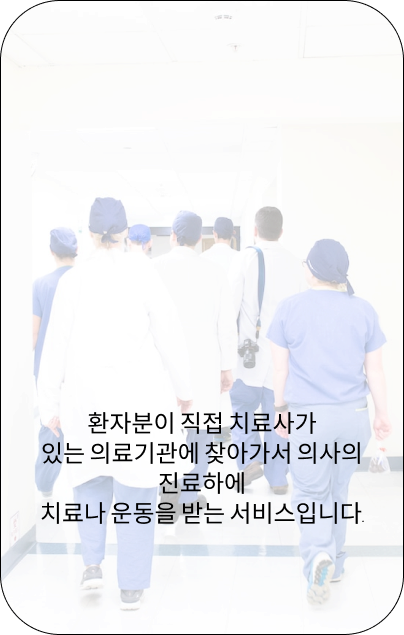 환자분이 직접 치료사가
있는 의료기관에 찾아가서 의사의
진료하에
치료나 운동을 받는 서비스입니다.